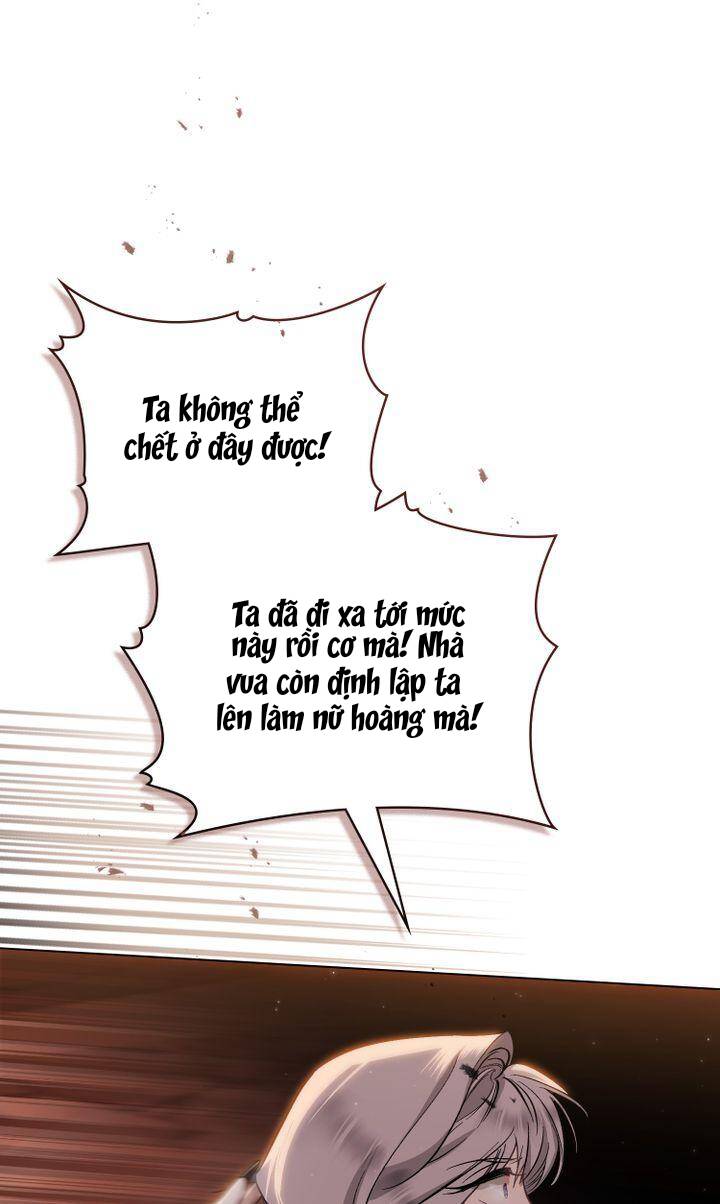 Ta không thể
chết ở đây được!
Ta đã đi xa tới mức
này rồi cơ mà! Nhà
vua còn định lập ta
lên làm nữ hoàng mà!